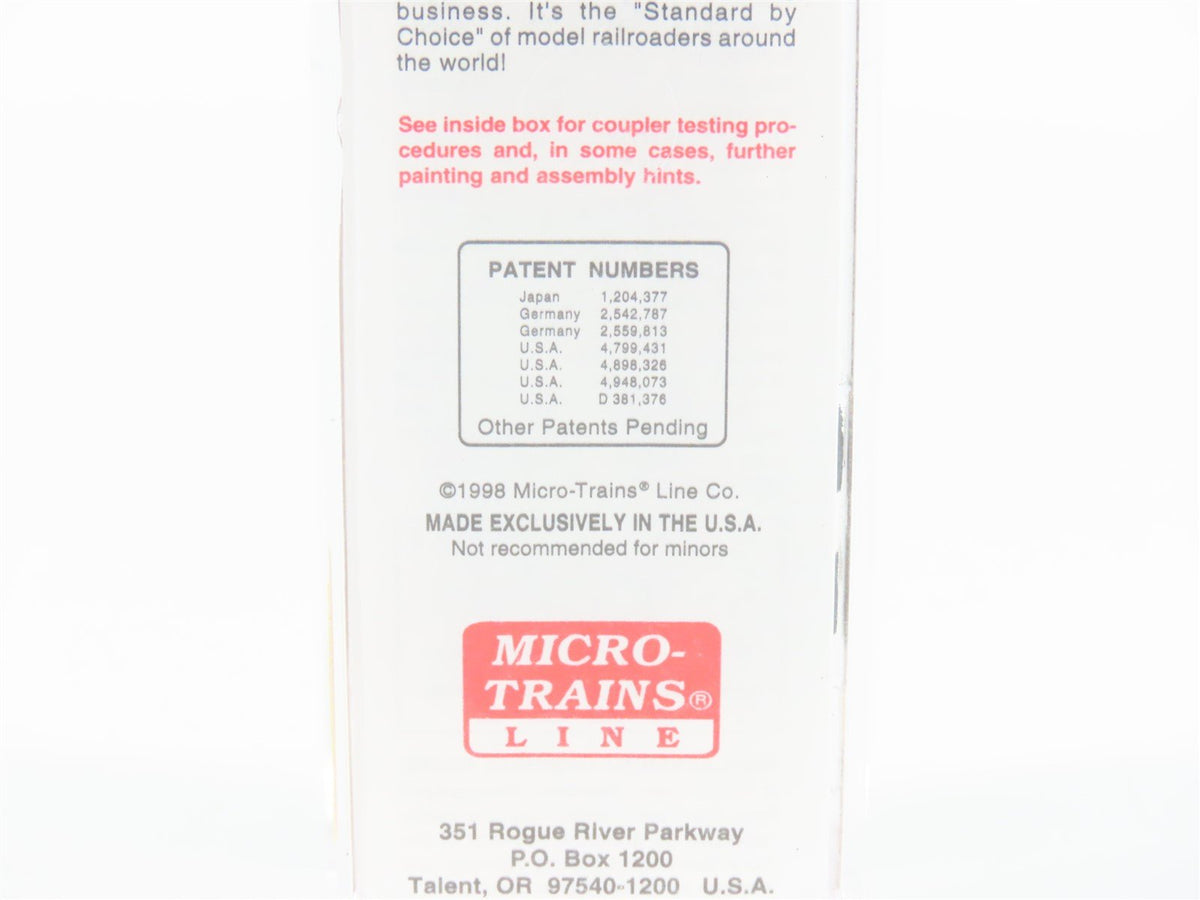 business. It's the "Standard by
Choice" of model railroaders around
the world!
See inside box for coupler testing pro-
cedures and, in some cases, further
painting and assembly hints.
PATENT NUMBERS
Japan 1,204,377
Germany 2,542,787
Germany 2,559,813
U.S.A. 4,799,431
U.S.A. 4,898,326
U.S.A. 4,948,073
U.S.A. D 381,376
Other Patents Pending
©1998 Micro-Trains® Line Co.
MADE EXCLUSIVELY IN THE U.S.A.
Not recommended for minors
MICRO-
TRAINS®
LINE
351 Rogue River Parkway
P.O. Box 1200
Talent, OR 97540-1200 U.S.A.